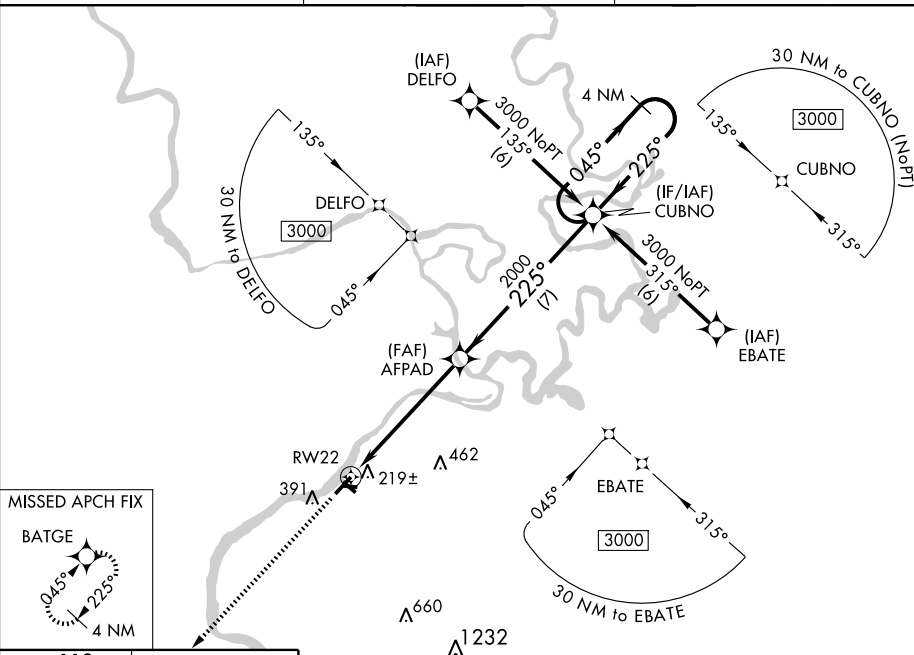 (IAF)
DELFO
3000 NoPT
135°
(6)
4 NM
045°
225°
30 NM to CUBNO (NoPT)
3000
135°
CUBNO
315°
135°
DELFO
3000
30 NM to DELFO
045°
(IF/IAF)
CUBNO
3000 NoPT
315°
(6)
2000
225°
(7)
(IAF)
EBATE
(FAF)
AFPAD
RW22
391
219±
462
EBATE
045°
315°
3000
30 NM to EBATE
MISSED APCH FIX
BATGE
045°
225°
4 NM
660
1232